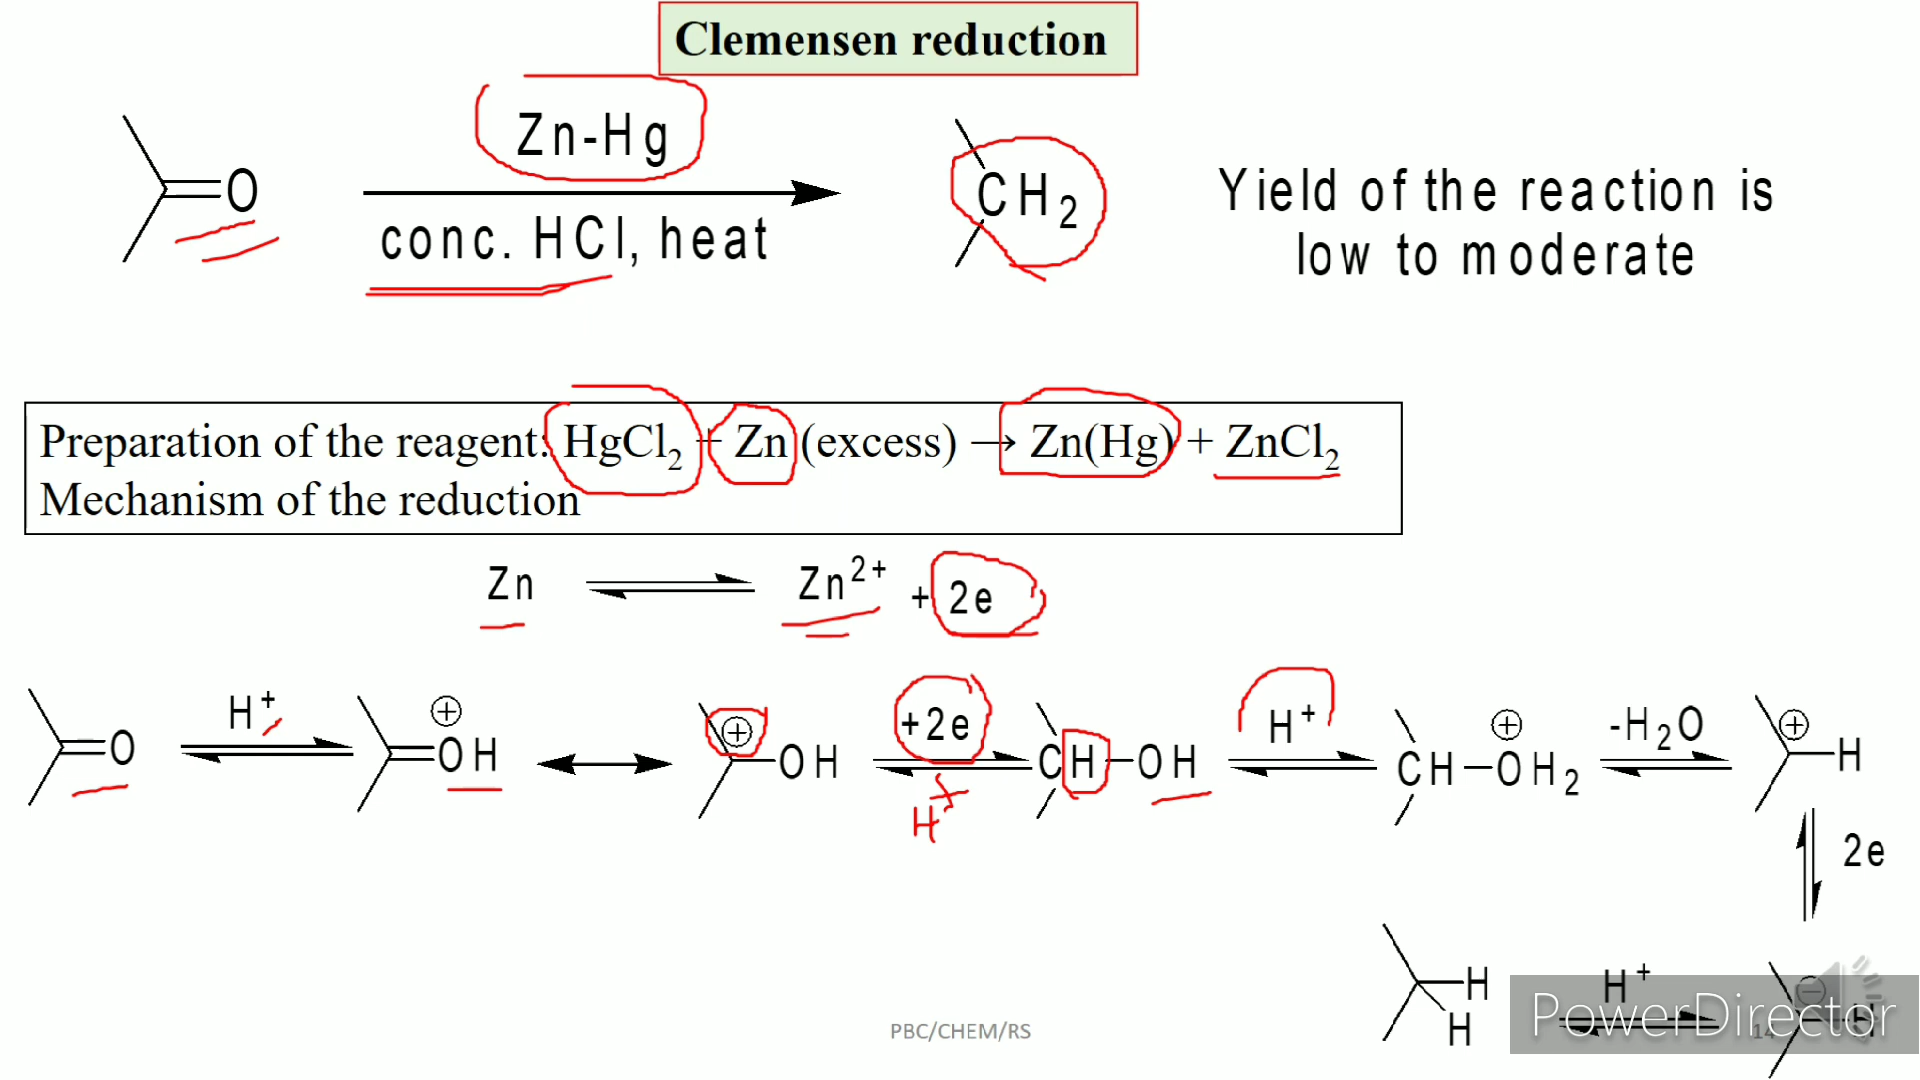 Clemensen reduction
Zn-Hg
O
CH2
conc. HCl, heat
Yield of the reaction is
low to moderate
Preparation of the reagent: HgCl2 + Zn (excess) → Zn(Hg) + ZnCl2
Mechanism of the reduction
Zn ⇌ Zn2+ + 2e
O H+ ⊕ OH ⊕ OH +2e CH-OH H+ CH-OH2 ⊕ -H2O ⊕ H
H+
2e
H H H+ ⊖ H
PowerDirector
PBC/CHEM/RS
14